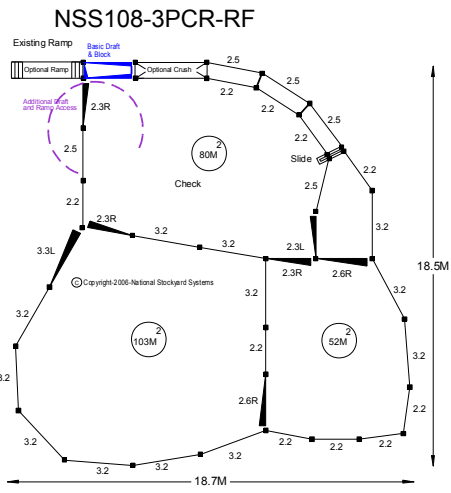 NSS108-3PCR-RF
Existing Ramp
Basic Draft
& Block
Optional Ramp
Optional Crush
2.5
2.2
2.5
2.2
2.2
Additional Draft
and Ramp Access
2.3R
2.5
80M
2
Slide
2.2
Check
2.5
2.2
2.3R
3.2
3.2
2.3L
3.2
3.3L
2.3R
2.6R
18.5M
© Copyright-2006-National Stockyard Systems
3.2
3.2
3.2
103M
2
52M
2
2.2
3.2
3.2
2.6R
2.2
3.2
2.2
2.2
2.2
3.2
3.2
3.2
18.7M